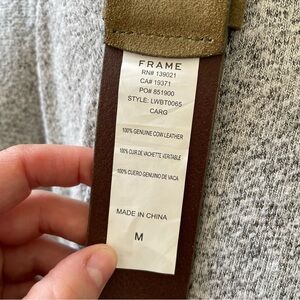 FRAME
RN# 139021
CA# 19371
PO# 851900
STYLE: LWBT0065
CARG
100% GENUINE COW LEATHER
100% CUIR DE VACHETTE VERITABLE
100% CUERO GENUINO DE VACA
MADE IN CHINA
M